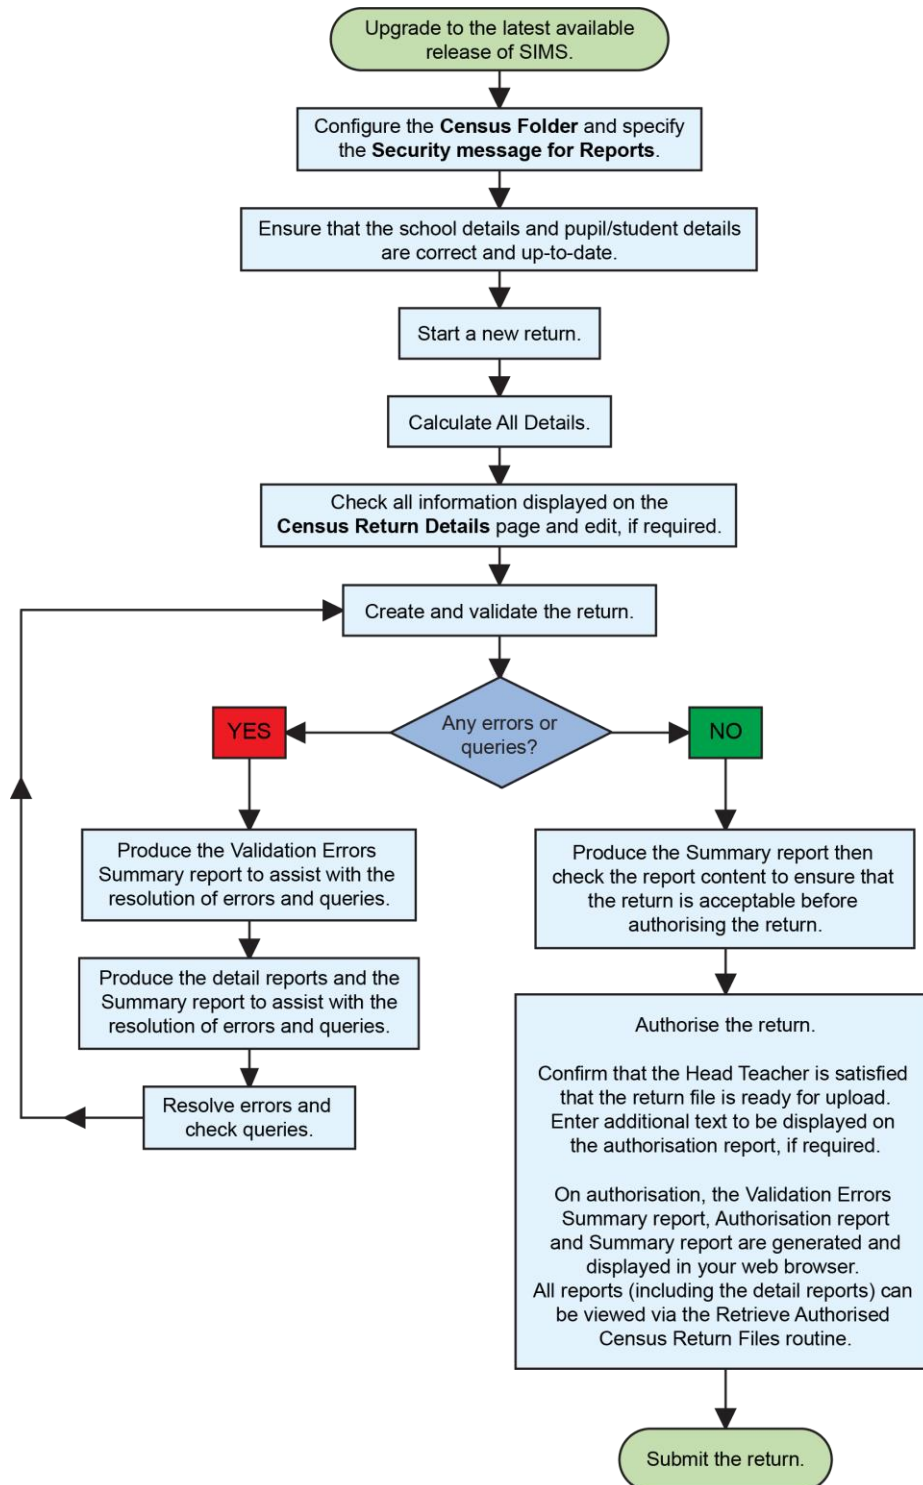 Upgrade to the latest available
release of SIMS.
Configure the Census Folder and specify
the Security message for Reports.
Ensure that the school details and pupil/student details
are correct and up-to-date.
Start a new return.
Calculate All Details.
Check all information displayed on the
Census Return Details page and edit, if required.
Create and validate the return.
Any errors or
queries?
YES
NO
Produce the Validation Errors
Summary report to assist with the
resolution of errors and queries.
Produce the detail reports and the
Summary report to assist with the
resolution of errors and queries.
Resolve errors and
check queries.
Produce the Summary report then
check the report content to ensure that
the return is acceptable before
authorising the return.
Authorise the return.
Confirm that the Head Teacher is satisfied
that the return file is ready for upload.
Enter additional text to be displayed on
the authorisation report, if required.
On authorisation, the Validation Errors
Summary report, Authorisation report
and Summary report are generated and
displayed in your web browser.
All reports (including the detail reports) can
be viewed via the Retrieve Authorised
Census Return Files routine.
Submit the return.